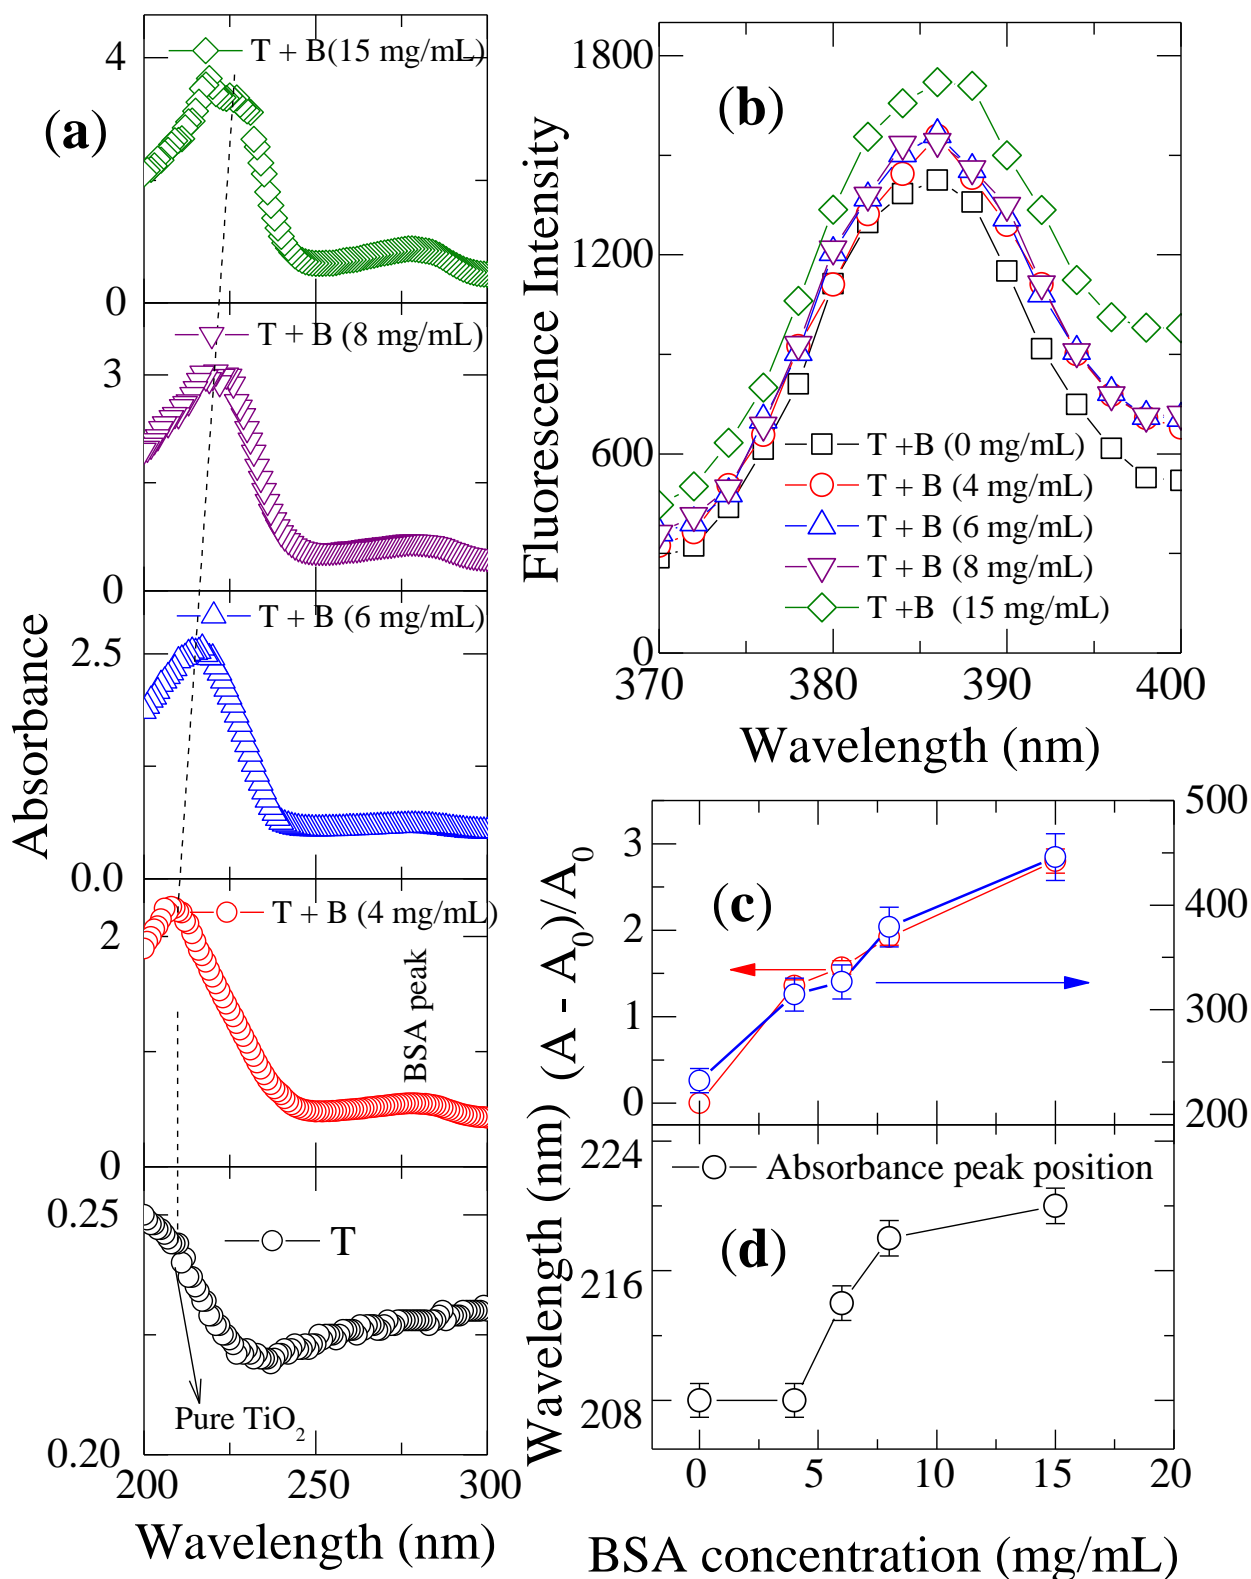 (a)
T + B(15 mg/mL)
4
0
T + B (8 mg/mL)
3
0
T + B (6 mg/mL)
2.5
0.0
T + B (4 mg/mL)
2
BSA peak
0
0.25
T
Pure TiO2
0.20
200 250 300
Absorbance
Wavelength (nm)
(b)
1800
1200
600
0
Fluorescence Intensity
T +B (0 mg/mL)
T + B (4 mg/mL)
T + B (6 mg/mL)
T + B (8 mg/mL)
T +B (15 mg/mL)
370 380 390 400
Wavelength (nm)
(c)
3
2
1
0
(A - A0)/A0
500
400
300
200
(d)
Absorbance peak position
224
216
208
Wavelength (nm)
0 5 10 15 20
BSA concentration (mg/mL)